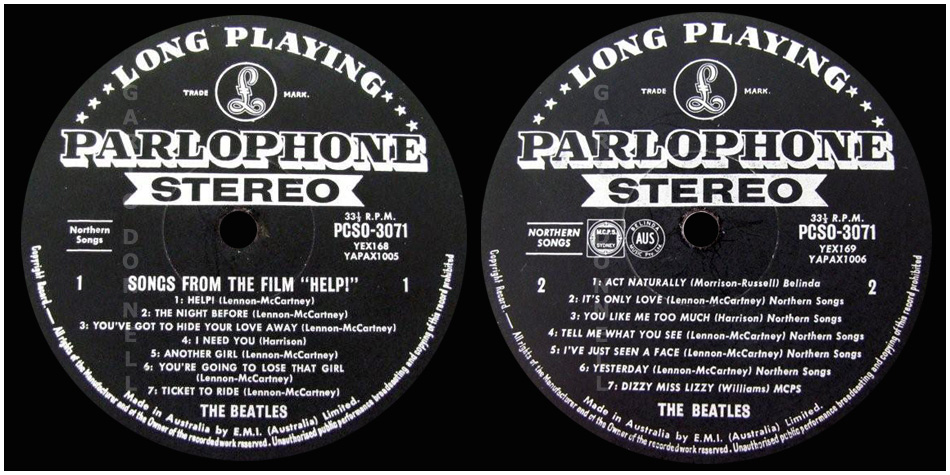 LONG PLAYING
TRADE MARK.
£
PARLOPHONE
STEREO
33⅓ R.P.M.
PCSO-3071
YEX168
YAPAX1005
Northern
Songs
1 SONGS FROM THE FILM "HELP!" 1
1: HELP! (Lennon-McCartney)
2: THE NIGHT BEFORE (Lennon-McCartney)
3: YOU'VE GOT TO HIDE YOUR LOVE AWAY (Lennon-McCartney)
4: I NEED YOU (Harrison)
5: ANOTHER GIRL (Lennon-McCartney)
6: YOU'RE GOING TO LOSE THAT GIRL
(Lennon-McCartney)
7: TICKET TO RIDE (Lennon-McCartney)
THE BEATLES
Made in Australia by E.M.I. (Australia) Limited.
Copyright Record.— All rights of the Manufacturer and of the Owner of the recorded work reserved. Unauthorised public performance broadcasting and copying of this record prohibited
LONG PLAYING
TRADE MARK.
£
PARLOPHONE
STEREO
33⅓ R.P.M.
PCSO-3071
YEX169
YAPAX1006
NORTHERN
SONGS
M.C.P.S.
SYDNEY
BELINDA
AUS
MUSIC
2 2
1: ACT NATURALLY (Morrison-Russell) Belinda
2: IT'S ONLY LOVE (Lennon-McCartney) Northern Songs
3: YOU LIKE ME TOO MUCH (Harrison) Northern Songs
4: TELL ME WHAT YOU SEE (Lennon-McCartney) Northern Songs
5: I'VE JUST SEEN A FACE (Lennon-McCartney) Northern Songs
6: YESTERDAY (Lennon-McCartney) Northern Songs
7: DIZZY MISS LIZZY (Williams) MCPS
THE BEATLES
Made in Australia by E.M.I. (Australia) Limited.
Copyright Record.— All rights of the Manufacturer and of the Owner of the recorded work reserved. Unauthorised public performance broadcasting and copying of this record prohibited